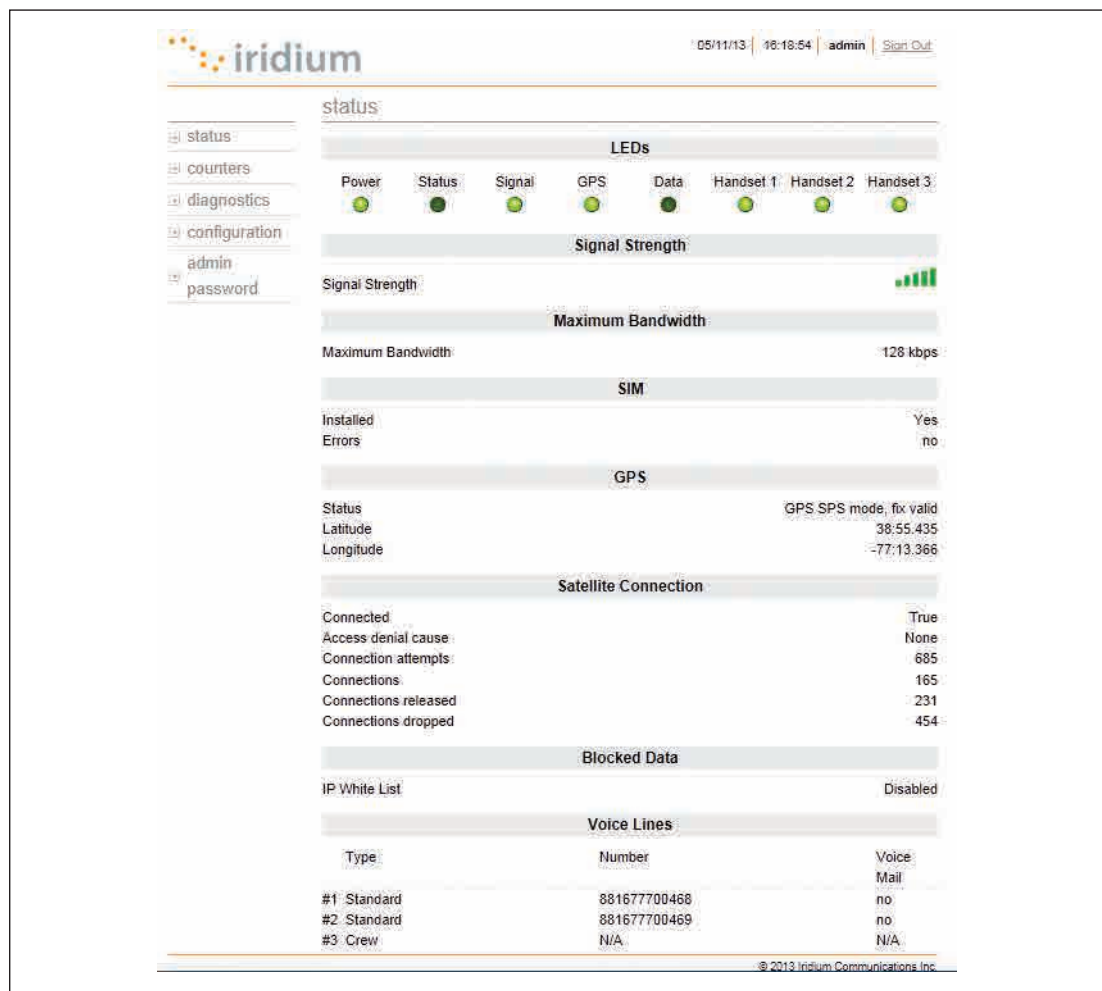 iridium
05/11/13 16:18:54 admin Sign Out
status
status
counters
diagnostics
configuration
admin
password
LEDs
Power Status Signal GPS Data Handset 1 Handset 2 Handset 3
Signal Strength
Signal Strength
Maximum Bandwidth
Maximum Bandwidth 128 kbps
SIM
Installed Yes
Errors no
GPS
Status GPS SPS mode, fix valid
Latitude 38:55.435
Longitude -77:13.366
Satellite Connection
Connected True
Access denial cause None
Connection attempts 685
Connections 165
Connections released 231
Connections dropped 454
Blocked Data
IP White List Disabled
Voice Lines
Type Number Voice
Mail
#1 Standard 881677700468 no
#2 Standard 881677700469 no
#3 Crew N/A N/A
© 2013 Iridium Communications Inc.